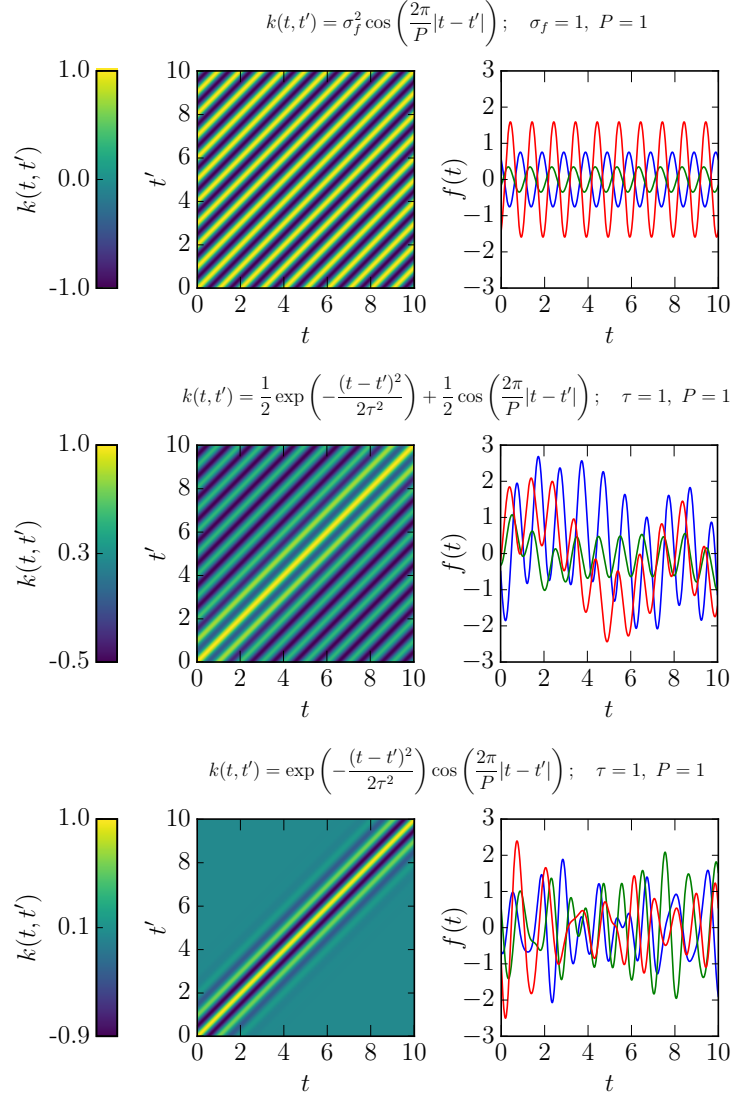 k(t, t′) = σ_f² cos(2π/P |t − t′|) ;   σ_f = 1, P = 1
k(t, t′)
1.0
0.0
-1.0
t′
10
8
6
4
2
0
0 2 4 6 8 10
t
f(t)
3
2
1
0
−1
−2
−3
0 2 4 6 8 10
t
k(t, t′) = 1/2 exp(−(t − t′)²/2τ²) + 1/2 cos(2π/P |t − t′|) ;   τ = 1, P = 1
k(t, t′)
1.0
0.3
-0.5
t′
10
8
6
4
2
0
0 2 4 6 8 10
t
f(t)
3
2
1
0
−1
−2
−3
0 2 4 6 8 10
t
k(t, t′) = exp(−(t − t′)²/2τ²) cos(2π/P |t − t′|) ;   τ = 1, P = 1
k(t, t′)
1.0
0.1
-0.9
t′
10
8
6
4
2
0
0 2 4 6 8 10
t
f(t)
3
2
1
0
−1
−2
−3
0 2 4 6 8 10
t